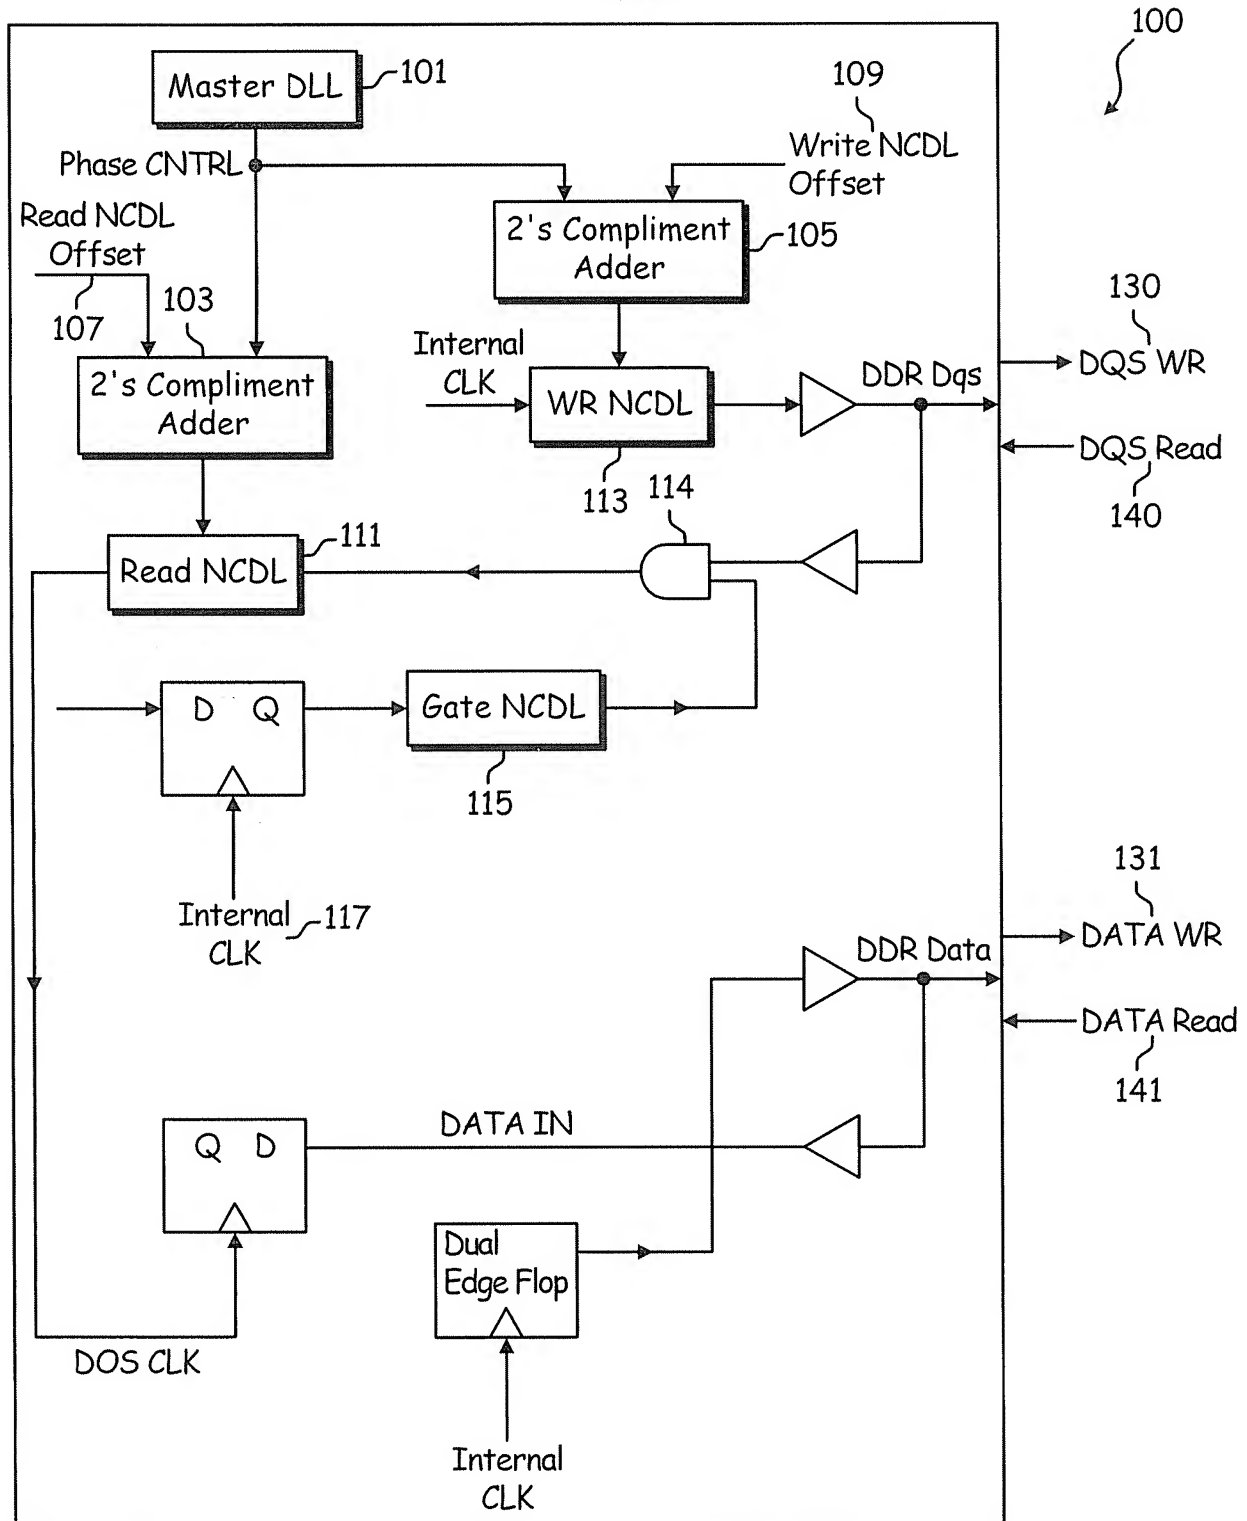 100
Master DLL
101
109
Phase CNTRL
Write NCDL
Offset
Read NCDL
Offset
107
103
2's Compliment
Adder
105
2's Compliment
Adder
Internal
CLK
WR NCDL
113
DDR Dqs
130
DQS WR
DQS Read
140
114
Read NCDL
111
D Q
Gate NCDL
115
Internal
CLK
117
131
DATA WR
DDR Data
DATA Read
141
DATA IN
Q D
Dual
Edge Flop
DOS CLK
Internal
CLK